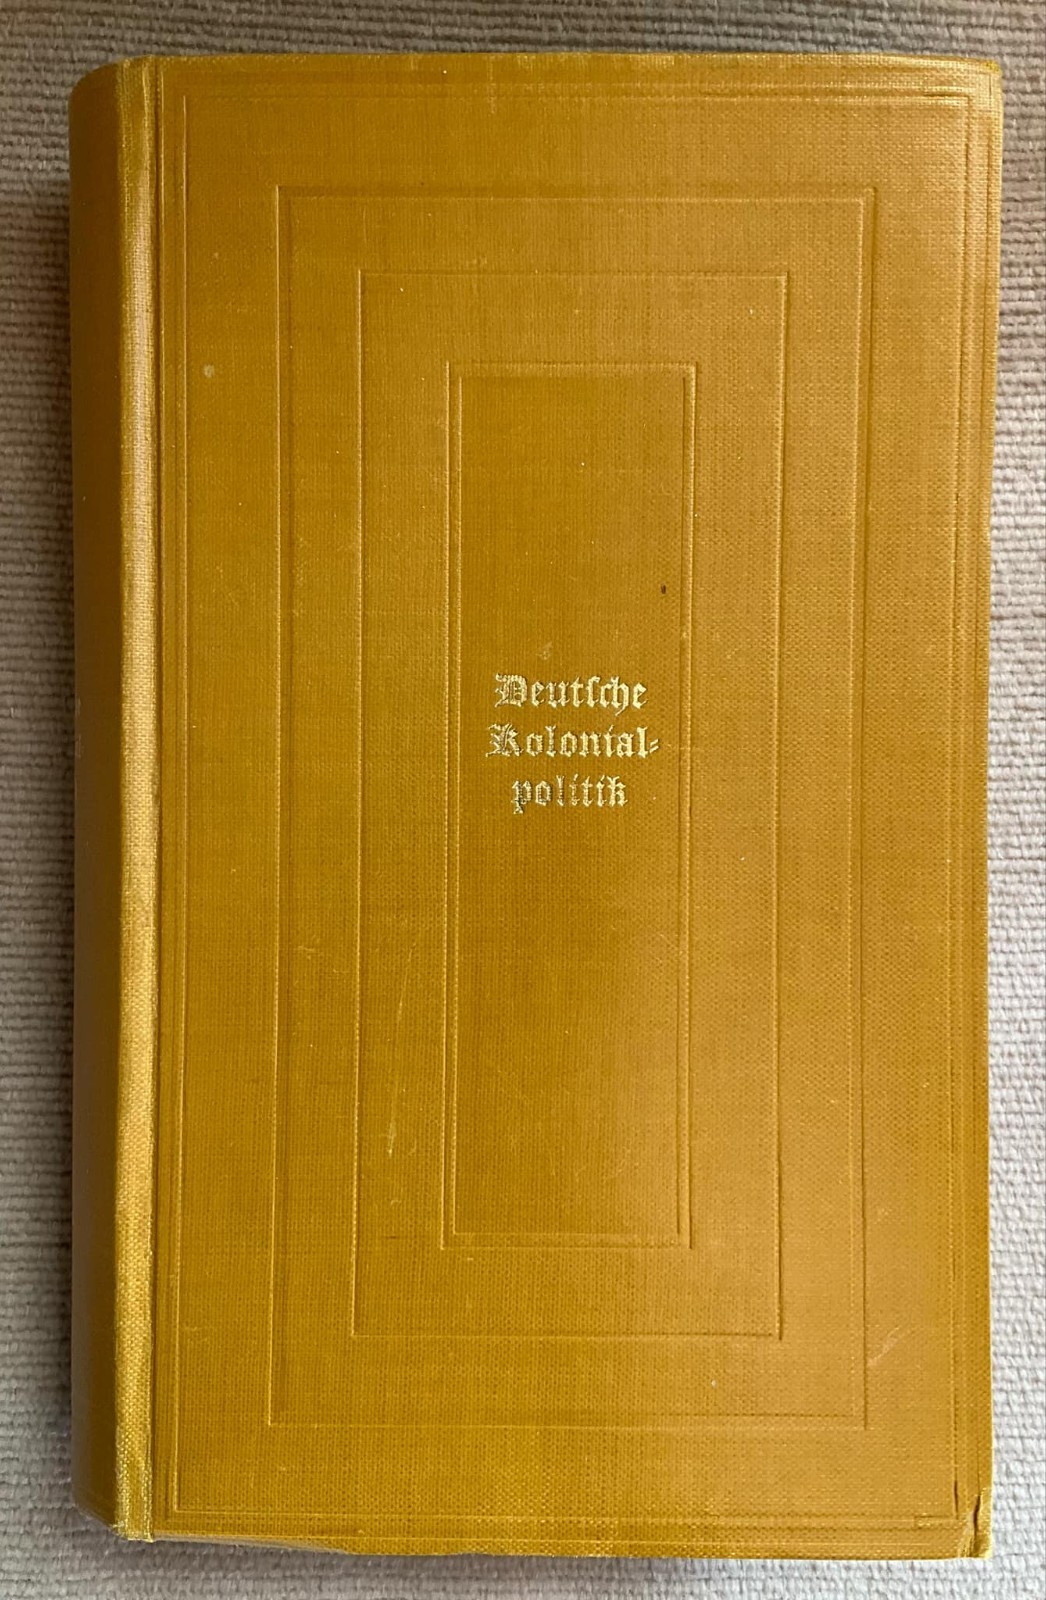 Deutſche
Kolonial⸗
politik